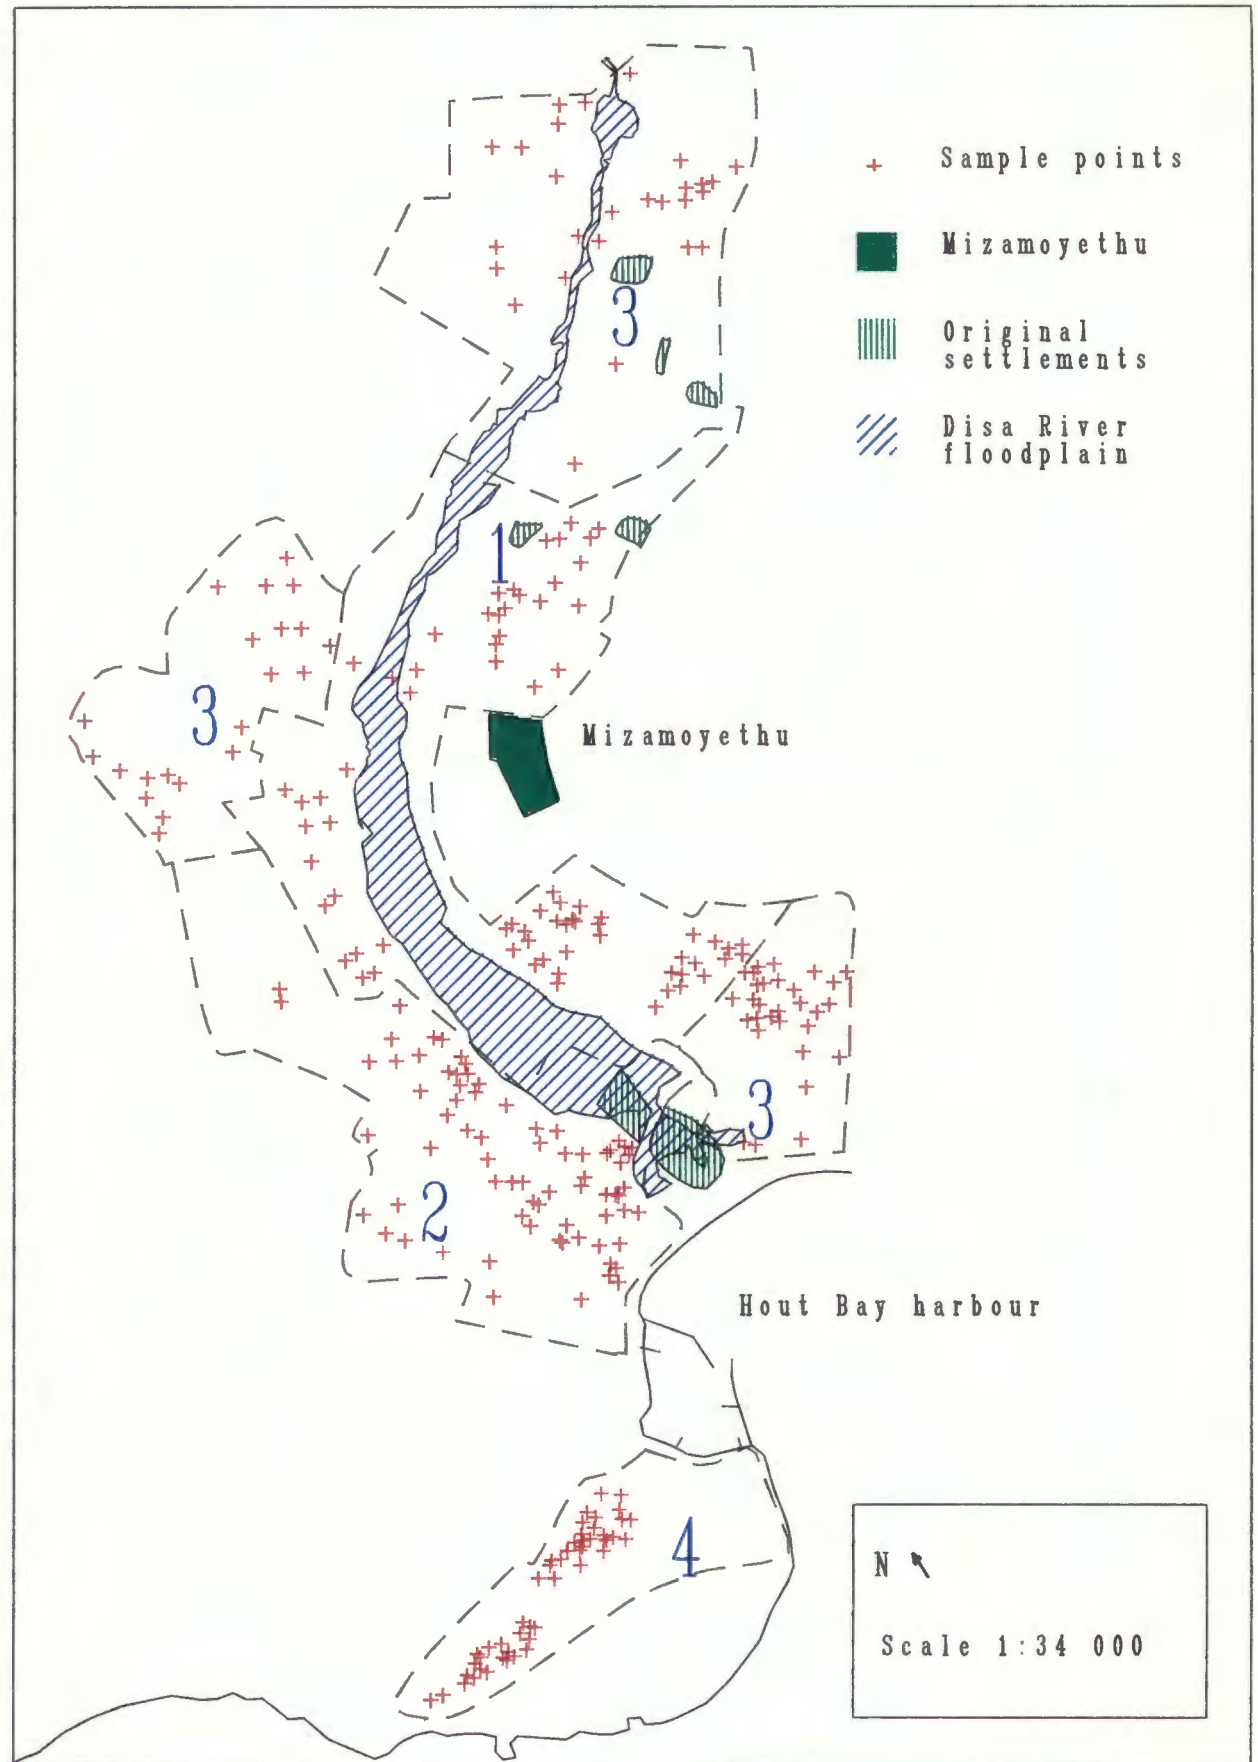 Sample points
Mizamoyethu
Original
settlements
Disa River
floodplain
3
1
3
Mizamoyethu
3
2
Hout Bay harbour
4
N
Scale 1:34 000